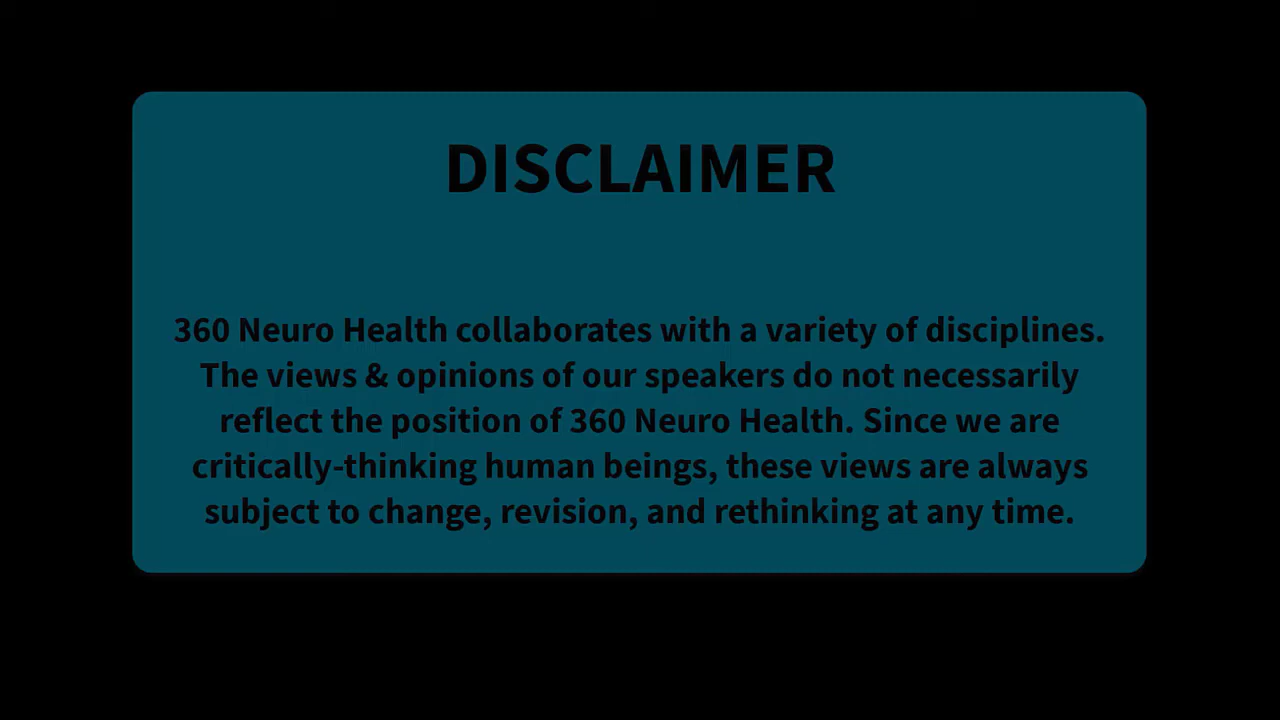 DISCLAIMER
360 Neuro Health collaborates with a variety of disciplines.
The views & opinions of our speakers do not necessarily
reflect the position of 360 Neuro Health. Since we are
critically-thinking human beings, these views are always
subject to change, revision, and rethinking at any time.